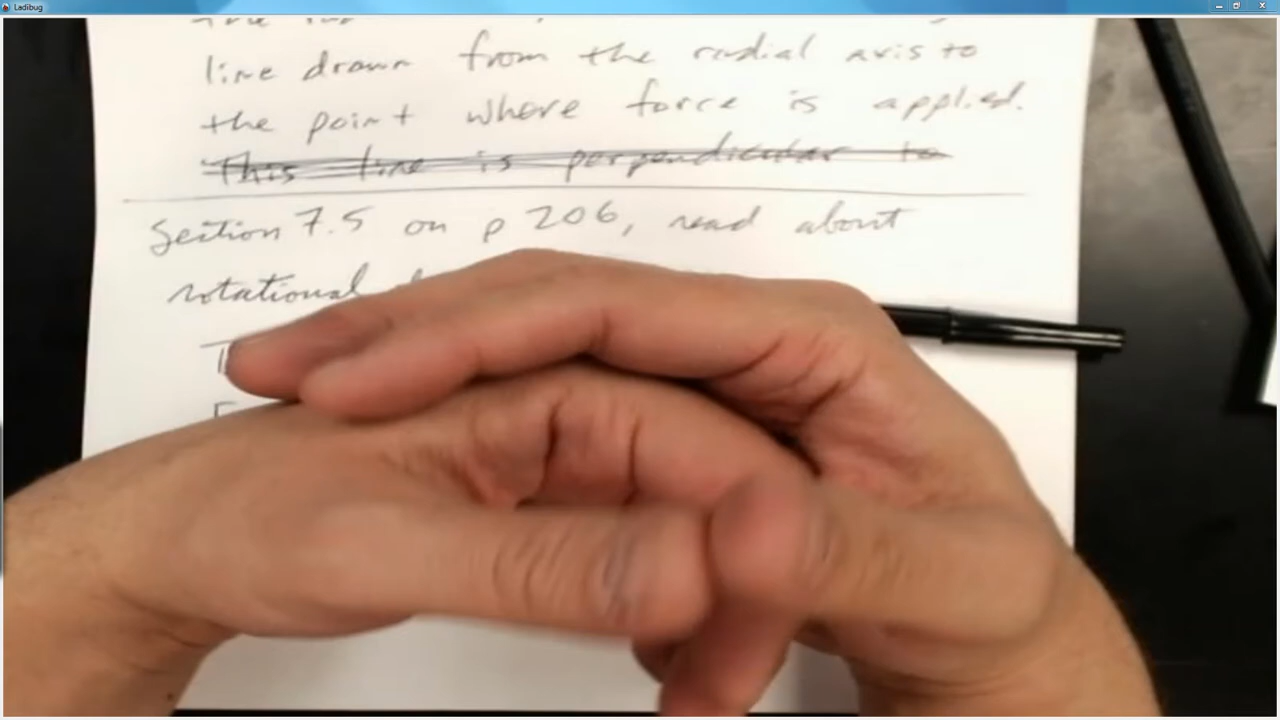 Ladibug
line drawn from the radial axis to
the point where force is applied.
This line is perpendicular to
Section 7.5 on p 206, read about
rotational